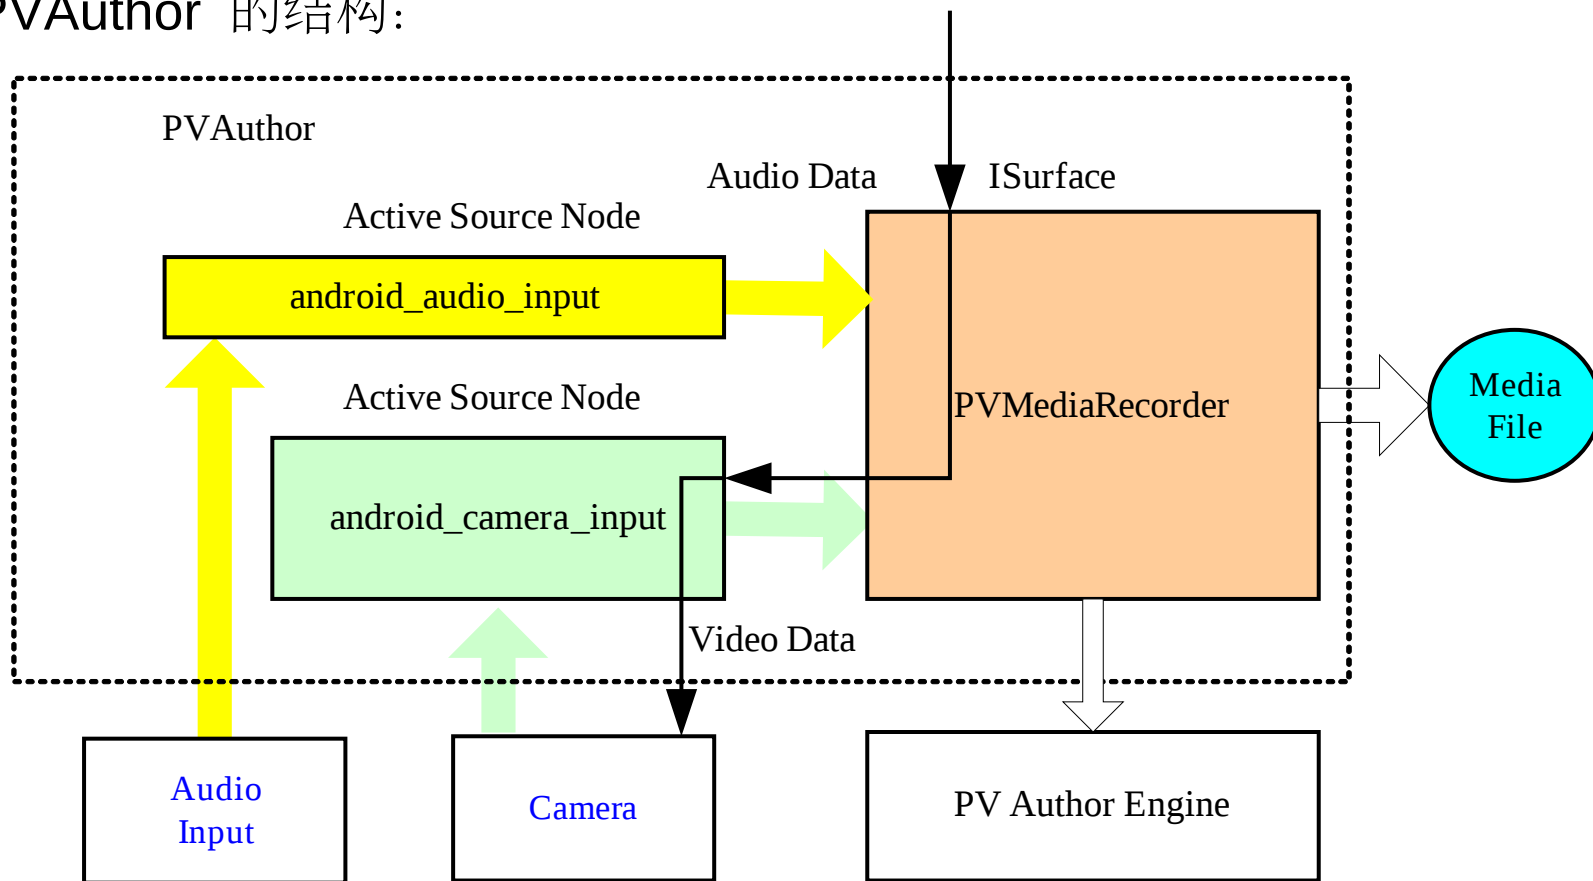 PVAuthor 的结构:
PVAuthor
Audio Data
ISurface
Active Source Node
android_audio_input
Active Source Node
PVMediaRecorder
Media
File
android_camera_input
Video Data
Audio
Input
Camera
PV Author Engine